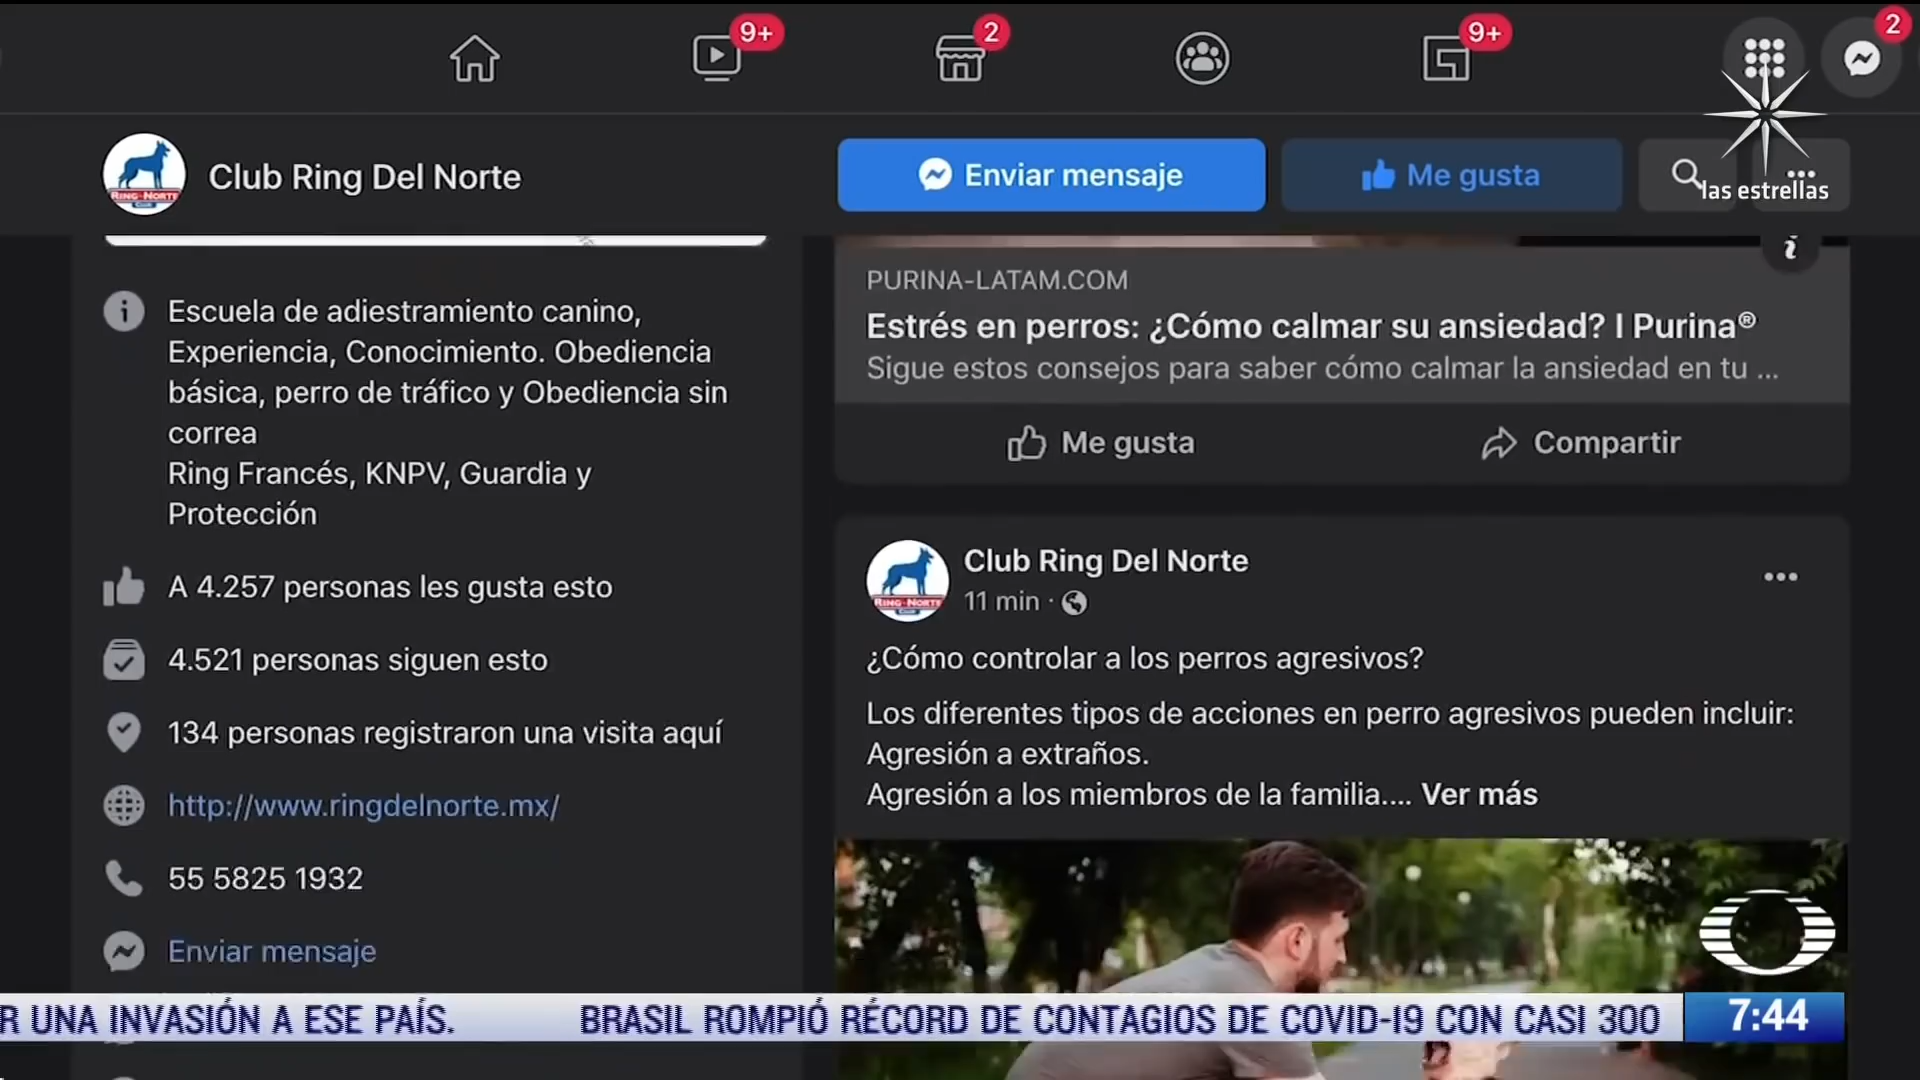 9+
2
9+
2
Club Ring Del Norte
Enviar mensaje
Me gusta
las estrellas
RING-NORTE
CLUB
Escuela de adiestramiento canino,
Experiencia, Conocimiento. Obediencia
básica, perro de tráfico y Obediencia sin
correa
Ring Francés, KNPV, Guardia y
Protección
A 4.257 personas les gusta esto
4.521 personas siguen esto
134 personas registraron una visita aquí
http://www.ringdelnorte.mx/
55 5825 1932
Enviar mensaje
PURINA-LATAM.COM
Estrés en perros: ¿Cómo calmar su ansiedad? I Purina®
Sigue estos consejos para saber cómo calmar la ansiedad en tu ...
Me gusta
Compartir
RING-NORTE
CLUB
Club Ring Del Norte
11 min ·
¿Cómo controlar a los perros agresivos?
Los diferentes tipos de acciones en perro agresivos pueden incluir:
Agresión a extraños.
Agresión a los miembros de la familia.... Ver más
R UNA INVASIÓN A ESE PAÍS. BRASIL ROMPIÓ RÉCORD DE CONTAGIOS DE COVID-19 CON CASI 300
7:44